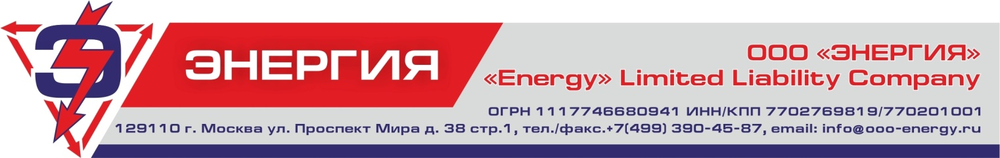 Э
ЭНЕРГИЯ
ООО «ЭНЕРГИЯ»
«Energy» Limited Liability Company
ОГРН 1117746680941 ИНН/КПП 7702769819/770201001
129110 г. Москва ул. Проспект Мира д. 38 стр.1, тел./факс.+7(499) 390-45-87, email: info@ooo-energy.ru